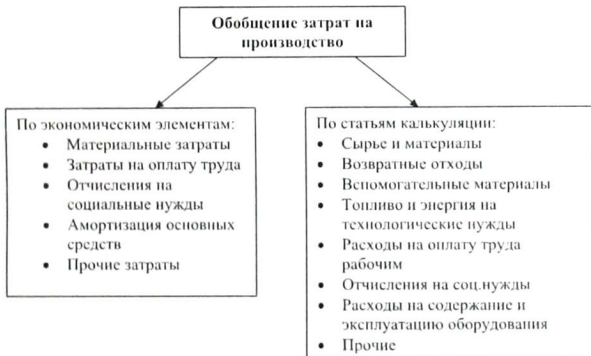 Обобщение затрат на
производство
По экономическим элементам:
• Материальные затраты
• Затраты на оплату труда
• Отчисления на
социальные нужды
• Амортизация основных
средств
• Прочие затраты
По статьям калькуляции:
• Сырье и материалы
• Возвратные отходы
• Вспомогательные материалы
• Топливо и энергия на
технологические нужды
• Расходы на оплату труда
рабочим
• Отчисления на соц.нужды
• Расходы на содержание и
эксплуатацию оборудования
• Прочие